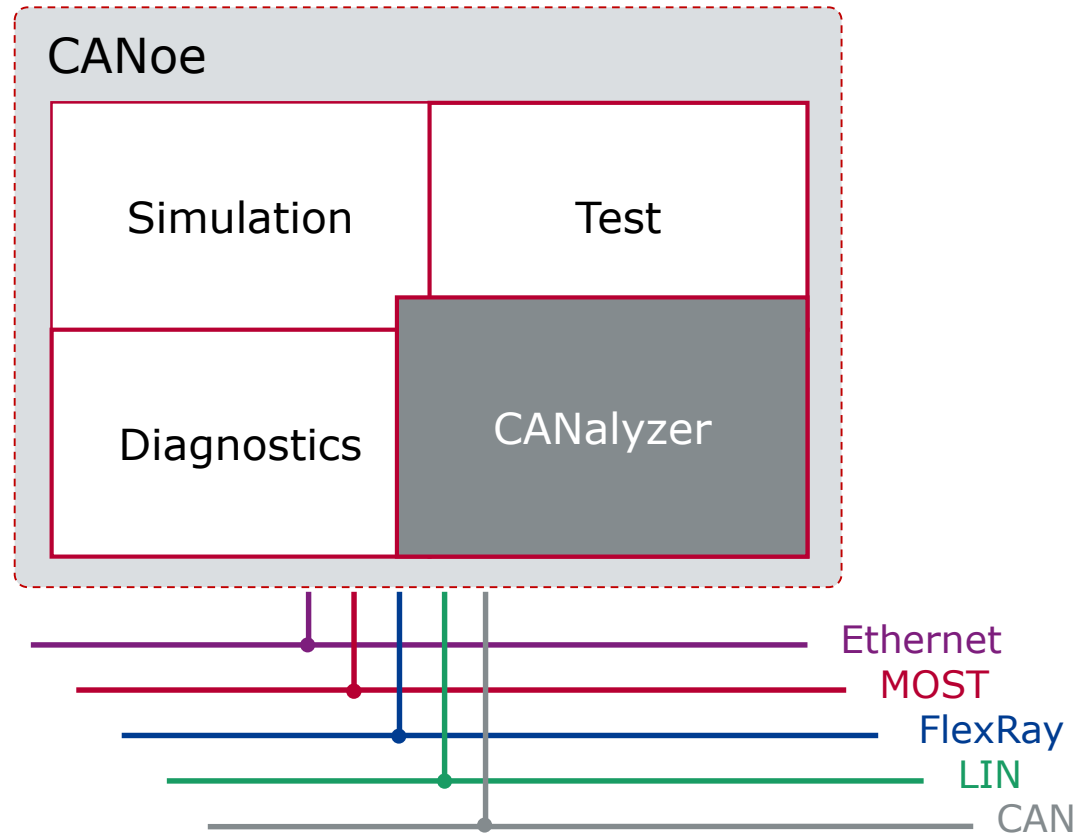 CANoe
Simulation
Test
Diagnostics
CANalyzer
Ethernet
MOST
FlexRay
LIN
CAN